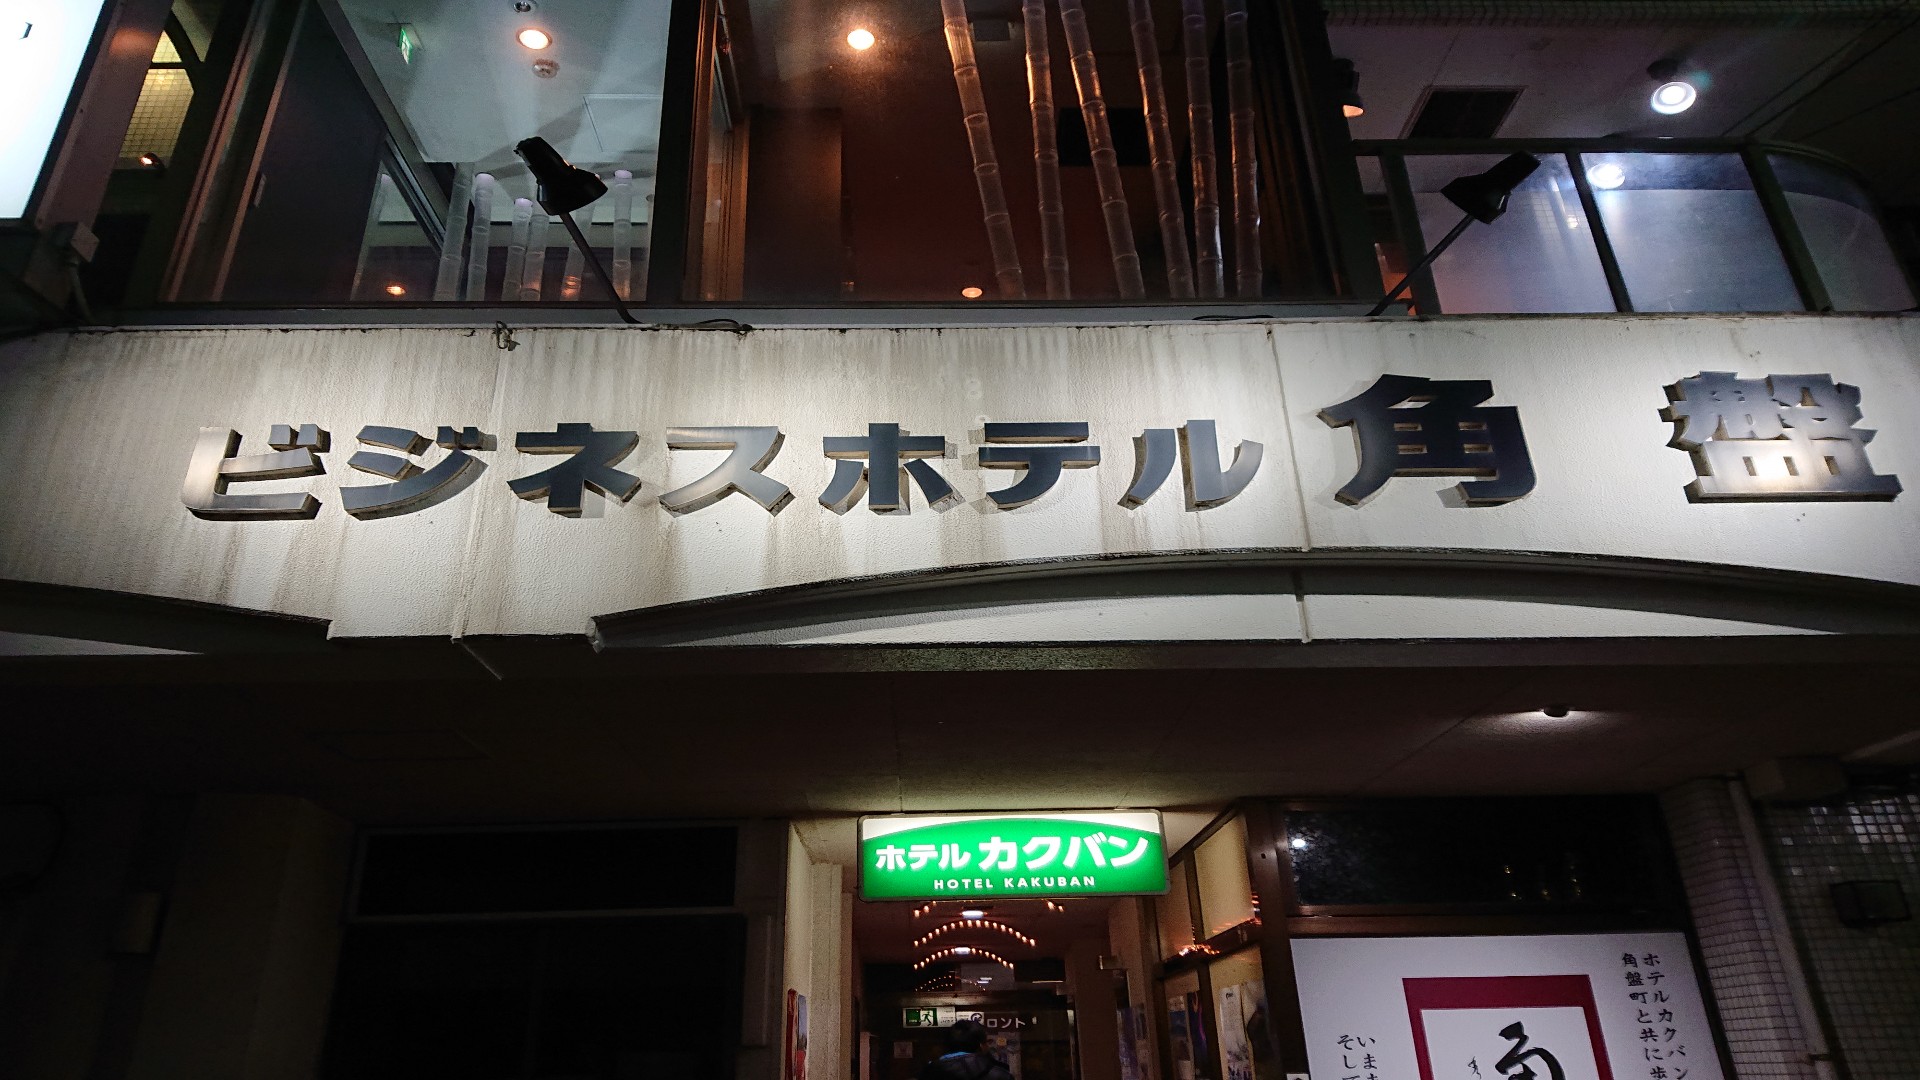 ビジネスホテル 角盤
ホテル カクバン
HOTEL KAKUBAN
ロント
ホテルカクバン
角盤町と共に歩
いまま
そして